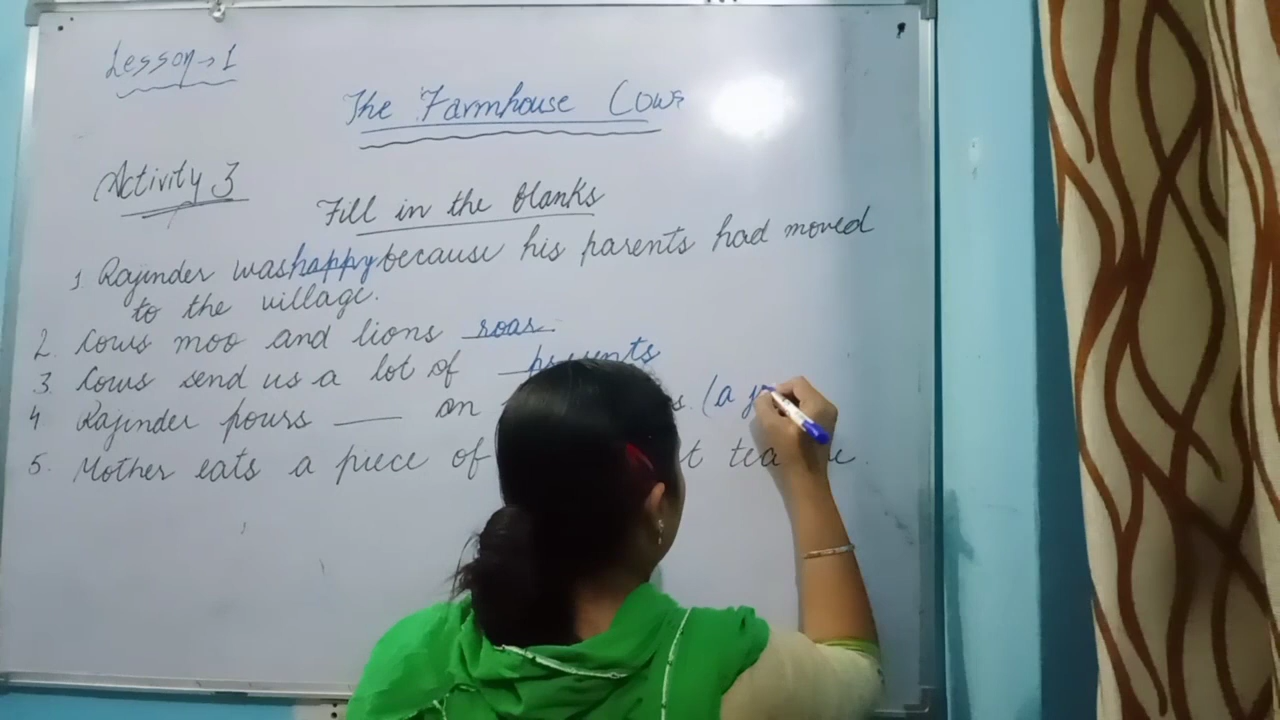 Lesson-1
The Farmhouse Cows
Activity 3
Fill in the blanks
1. Rajinder was happy because his parents had moved
to the village.
2. Cows moo and lions roar.
3. Cows send us a lot of presents
4 Rajinder pours ___ on (a
5. Mother eats a piece of